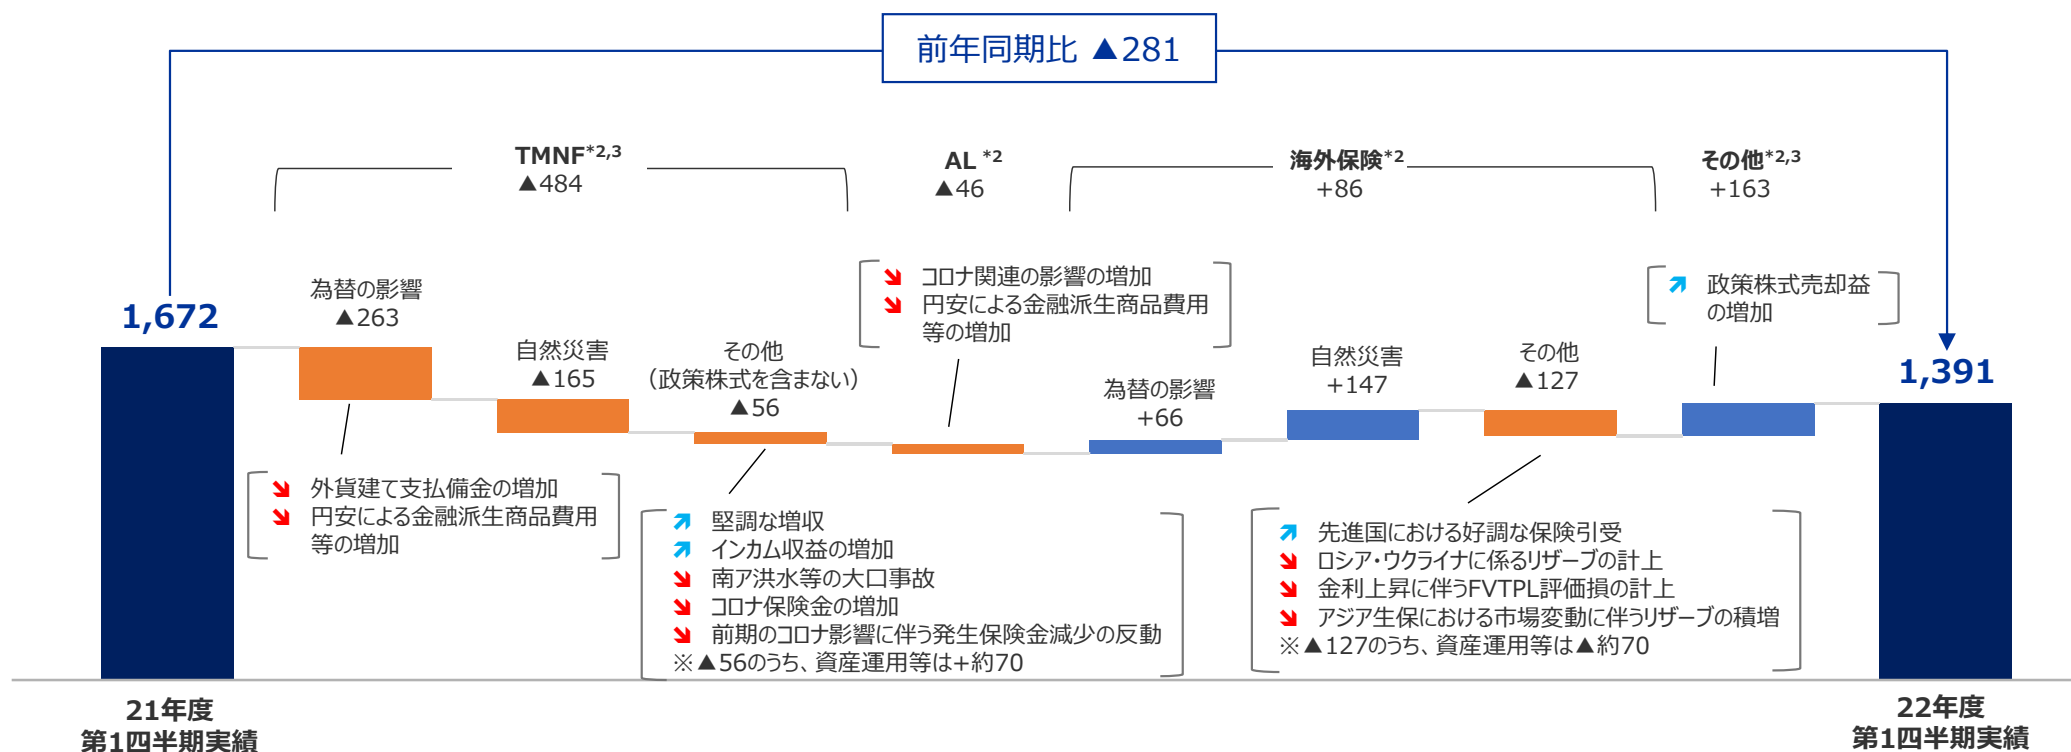 前年同期比 ▲281
TMNF*2,3
▲484
AL *2
▲46
海外保険*2
+86
その他*2,3
+163
1,672
為替の影響
▲263
自然災害
▲165
その他
（政策株式を含まない）
▲56
コロナ関連の影響の増加
円安による金融派生商品費用
等の増加
為替の影響
+66
自然災害
+147
その他
▲127
政策株式売却益
の増加
1,391
外貨建て支払備金の増加
円安による金融派生商品費用
等の増加
堅調な増収
インカム収益の増加
南ア洪水等の大口事故
コロナ保険金の増加
前期のコロナ影響に伴う発生保険金減少の反動
※▲56のうち、資産運用等は+約70
先進国における好調な保険引受
ロシア・ウクライナに係るリザーブの計上
金利上昇に伴うFVTPL評価損の計上
アジア生保における市場変動に伴うリザーブの積増
※▲127のうち、資産運用等は▲約70
21年度
第1四半期実績
22年度
第1四半期実績